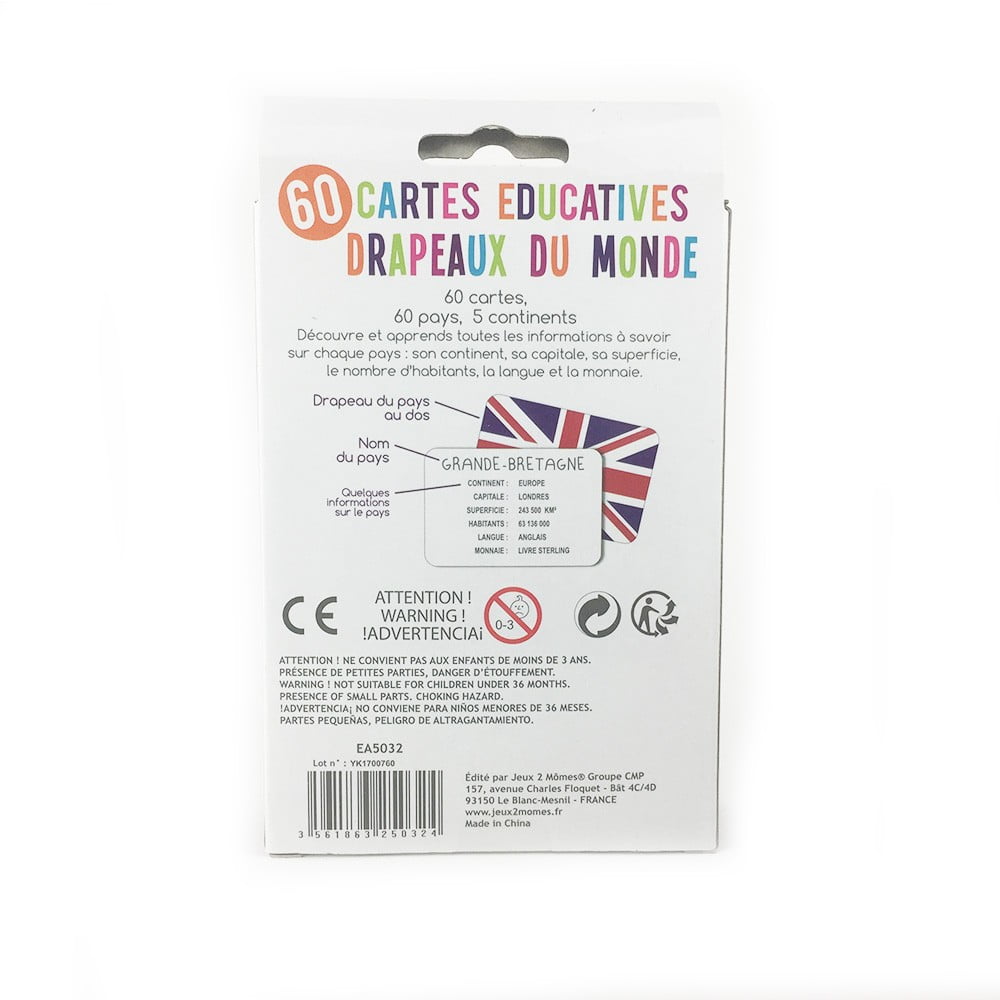 60 CARTES EDUCATIVES
DRAPEAUX DU MONDE
60 cartes,
60 pays, 5 continents
Découvre et apprends toutes les informations à savoir
sur chaque pays : son continent, sa capitale, sa superficie,
le nombre d'habitants, la langue et la monnaie.
Drapeau du pays
au dos
Nom
du pays
Quelques
informations
sur le pays
GRANDE-BRETAGNE
CONTINENT : EUROPE
CAPITALE : LONDRES
SUPERFICIE : 243 500 KM²
HABITANTS : 63 136 000
LANGUE : ANGLAIS
MONNAIE : LIVRE STERLING
CE
ATTENTION !
WARNING !
!ADVERTENCIA¡
0-3
ATTENTION ! NE CONVIENT PAS AUX ENFANTS DE MOINS DE 3 ANS.
PRÉSENCE DE PETITES PARTIES, DANGER D'ÉTOUFFEMENT.
WARNING ! NOT SUITABLE FOR CHILDREN UNDER 36 MONTHS.
PRESENCE OF SMALL PARTS. CHOKING HAZARD.
!ADVERTENCIA¡ NO CONVIENE PARA NIÑOS MENORES DE 36 MESES.
PARTES PEQUEÑAS, PELIGRO DE ALTRAGANTAMIENTO.
EA5032
Lot n° : YK1700760
3 561863 250324
Édité par Jeux 2 Mômes® Groupe CMP
157, avenue Charles Floquet - Bât 4C/4D
93150 Le Blanc-Mesnil - FRANCE
www.jeux2momes.fr
Made in China